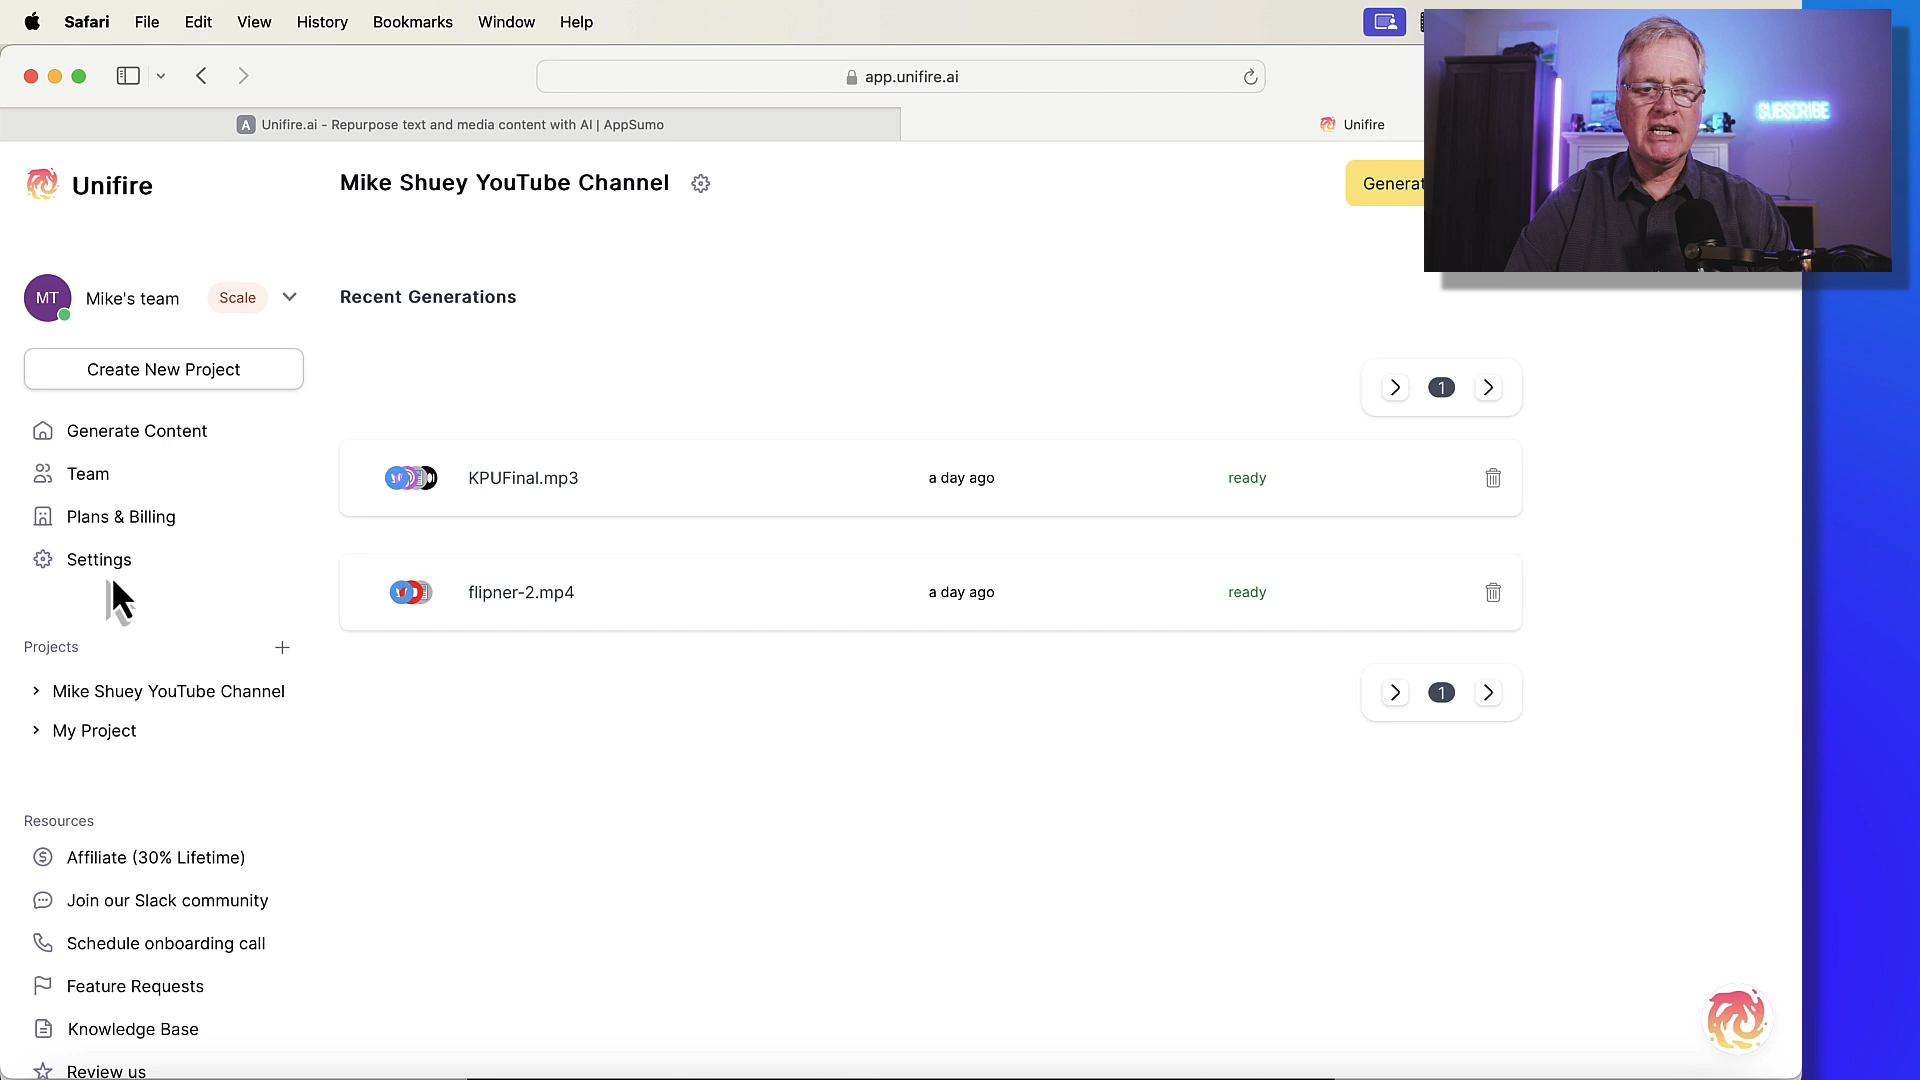 Safari File Edit View History Bookmarks Window Help
app.unifire.ai
A Unifire.ai - Repurpose text and media content with AI | AppSumo
Unifire
SUBSCRIBE
Unifire
Mike Shuey YouTube Channel
Generat
MT Mike's team Scale
Recent Generations
Create New Project
1
Generate Content
Team
KPUFinal.mp3 a day ago ready
Plans & Billing
Settings
flipner-2.mp4 a day ago ready
Projects
Mike Shuey YouTube Channel
1
My Project
Resources
Affiliate (30% Lifetime)
Join our Slack community
Schedule onboarding call
Feature Requests
Knowledge Base
Review us